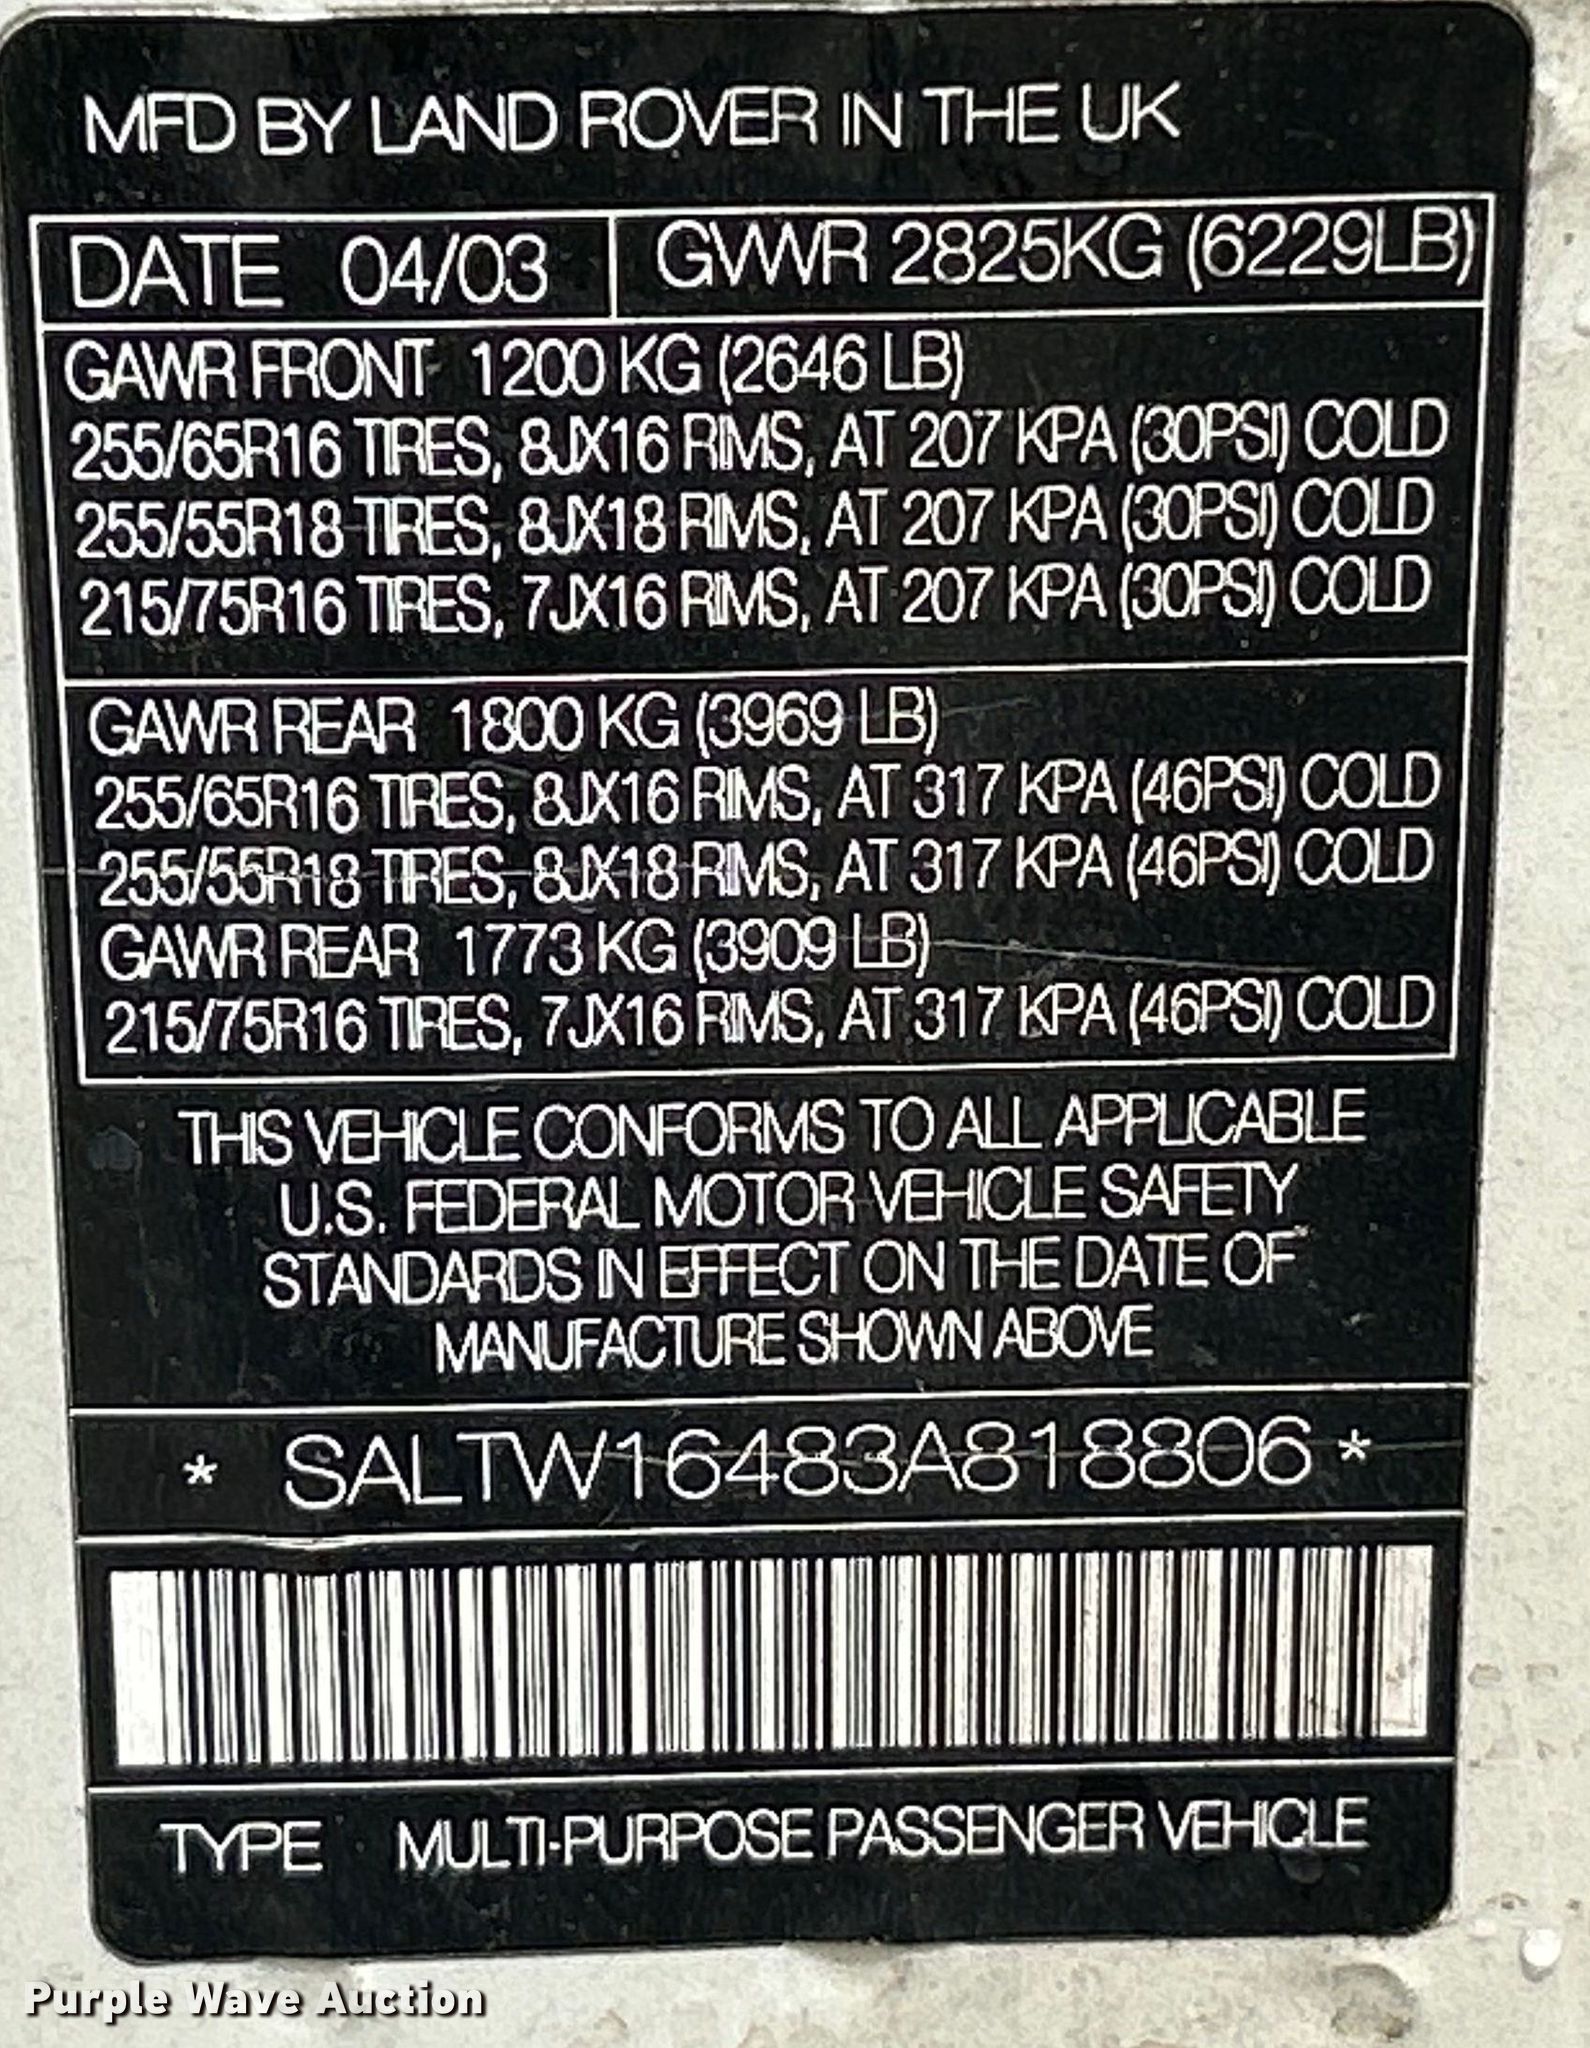 MFD BY LAND ROVER IN THE UK
DATE 04/03 GVWR 2825KG (6229LB)
GAWR FRONT 1200 KG (2646 LB)
255/65R16 TIRES, 8JX16 RIMS, AT 207 KPA (30PSI) COLD
255/55R18 TIRES, 8JX18 RIMS, AT 207 KPA (30PSI) COLD
215/75R16 TIRES, 7JX16 RIMS, AT 207 KPA (30PSI) COLD
GAWR REAR 1800 KG (3969 LB)
255/65R16 TIRES, 8JX16 RIMS, AT 317 KPA (46PSI) COLD
255/55R18 TIRES, 8JX18 RIMS, AT 317 KPA (46PSI) COLD
GAWR REAR 1773 KG (3909 LB)
215/75R16 TIRES, 7JX16 RIMS, AT 317 KPA (46PSI) COLD
THIS VEHICLE CONFORMS TO ALL APPLICABLE
U.S. FEDERAL MOTOR VEHICLE SAFETY
STANDARDS IN EFFECT ON THE DATE OF
MANUFACTURE SHOWN ABOVE
* SALTW16483A818806 *
TYPE MULTI-PURPOSE PASSENGER VEHICLE
Purple Wave Auction